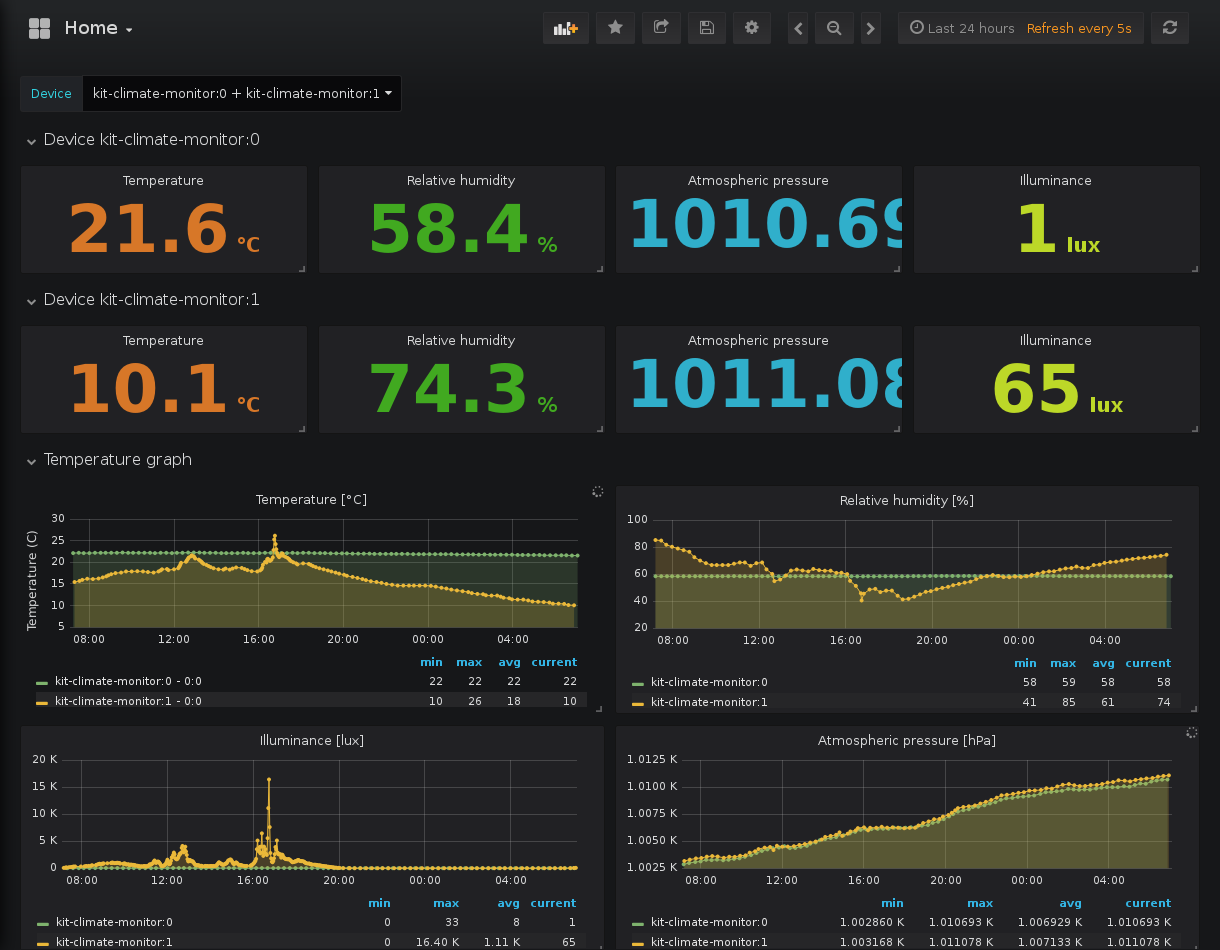 Home
Last 24 hours Refresh every 5s
Device kit-climate-monitor:0 + kit-climate-monitor:1
Device kit-climate-monitor:0
Temperature Relative humidity Atmospheric pressure Illuminance
21.6 °C 58.4 % 1010.69 1 lux
Device kit-climate-monitor:1
Temperature Relative humidity Atmospheric pressure Illuminance
10.1 °C 74.3 % 1011.08 65 lux
Temperature graph
Temperature [°C]
Temperature (C)
30
25
20
15
10
5
08:00 12:00 16:00 20:00 00:00 04:00
min max avg current
kit-climate-monitor:0 - 0:0 22 22 22 22
kit-climate-monitor:1 - 0:0 10 26 18 10
Relative humidity [%]
100
80
60
40
20
08:00 12:00 16:00 20:00 00:00 04:00
min max avg current
kit-climate-monitor:0 58 59 58 58
kit-climate-monitor:1 41 85 61 74
Illuminance [lux]
20 K
15 K
10 K
5 K
0
08:00 12:00 16:00 20:00 00:00 04:00
min max avg current
kit-climate-monitor:0 0 33 8 1
kit-climate-monitor:1 0 16.40 K 1.11 K 65
Atmospheric pressure [hPa]
1.0125 K
1.0100 K
1.0075 K
1.0050 K
1.0025 K
08:00 12:00 16:00 20:00 00:00 04:00
min max avg current
kit-climate-monitor:0 1.002860 K 1.010693 K 1.006929 K 1.010693 K
kit-climate-monitor:1 1.003168 K 1.011078 K 1.007133 K 1.011078 K